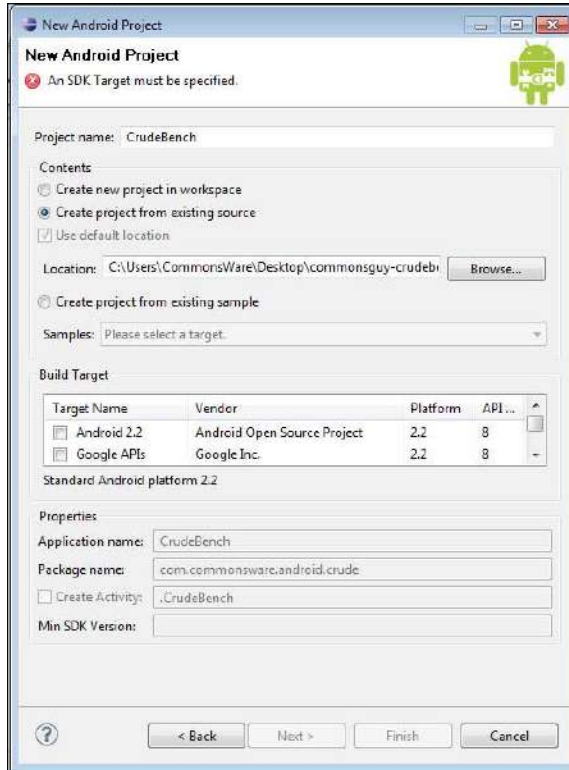 New Android Project
New Android Project
An SDK Target must be specified.
Project name: CrudeBench
Contents
Create new project in workspace
Create project from existing source
Use default location
Location: C:\Users\CommonsWare\Desktop\commonsguy-crudeb
Browse...
Create project from existing sample
Samples: Please select a target.
Build Target
Target Name Vendor Platform API ...
Android 2.2 Android Open Source Project 2.2 8
Google APIs Google Inc. 2.2 8
Standard Android platform 2.2
Properties
Application name: CrudeBench
Package name: com.commonsware.android.crude
Create Activity: .CrudeBench
Min SDK Version:
? < Back Next > Finish Cancel